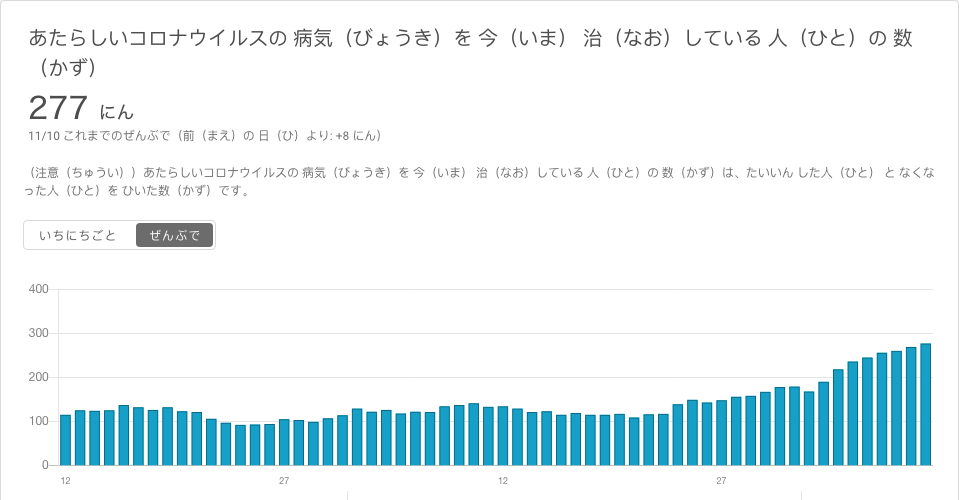 あたらしいコロナウイルスの 病気（びょうき）を 今（いま） 治（なお）している 人（ひと）の 数
（かず）
277 にん
11/10 これまでのぜんぶで（前（まえ）の 日（ひ）より: +8 にん）
（注意（ちゅうい））あたらしいコロナウイルスの 病気（びょうき）を 今（いま） 治（なお）している 人（ひと）の 数（かず）は、たいいん した人（ひと） と なくな
った人（ひと）を ひいた数（かず）です。
いちにちごと ぜんぶで
400
300
200
100
0
12 27 12 27